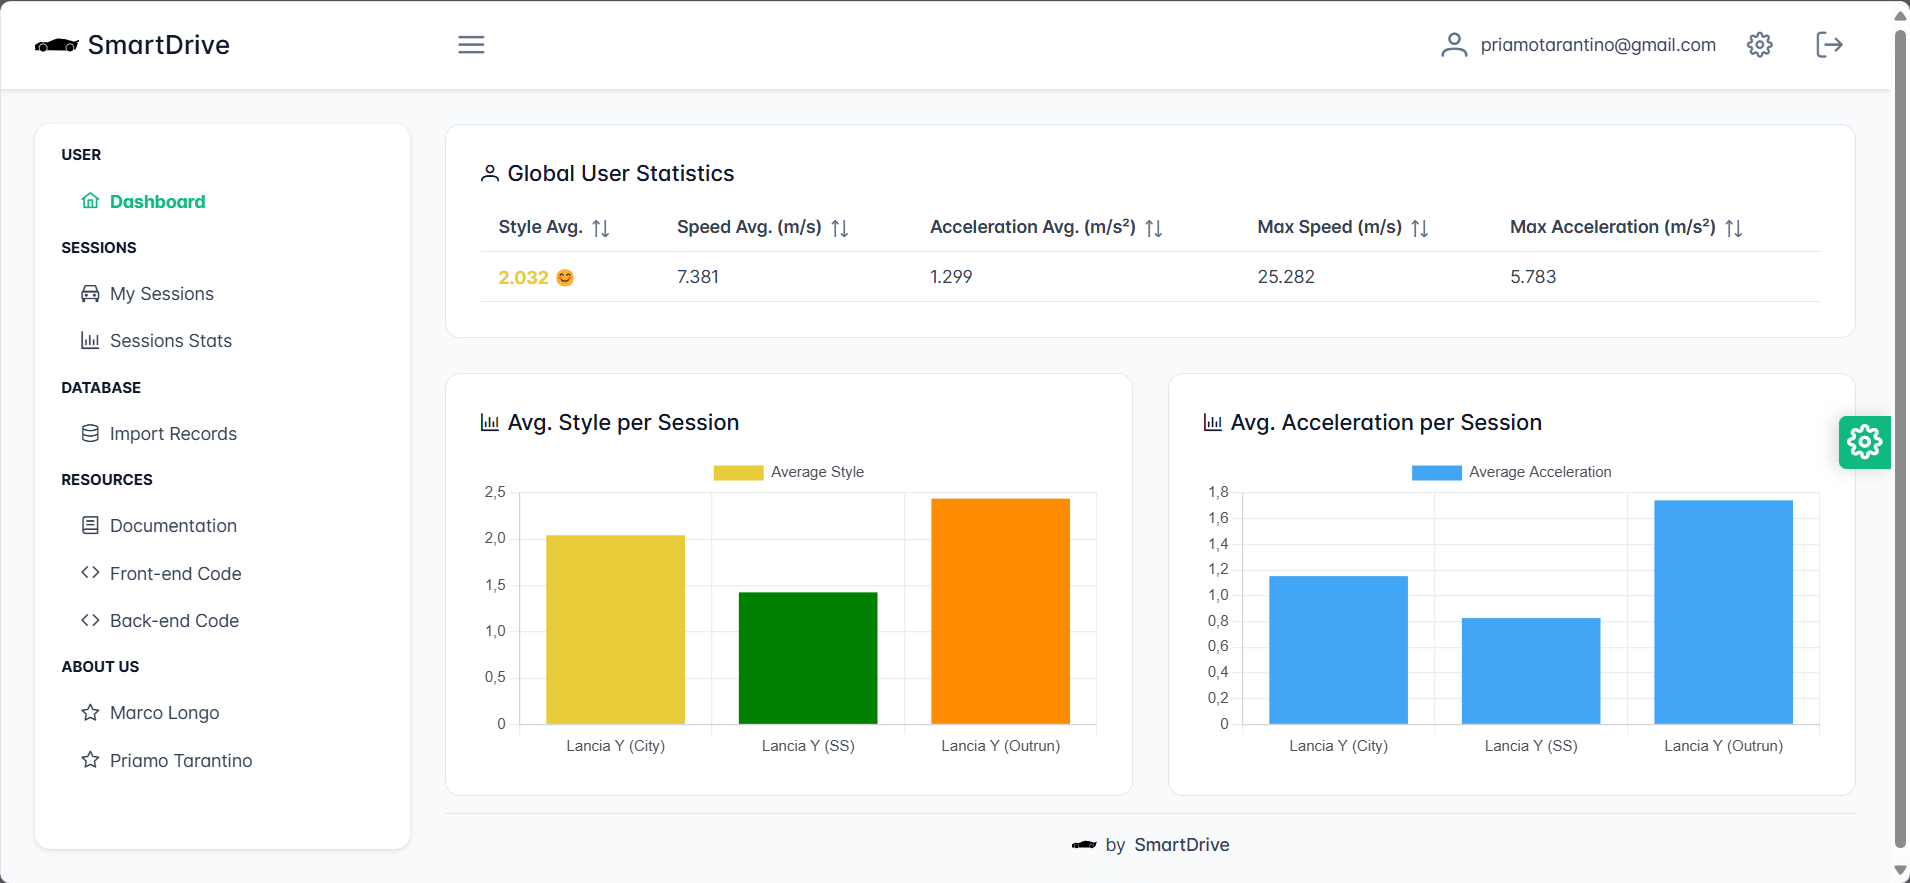 SmartDrive
priamotarantino@gmail.com
USER
Dashboard
SESSIONS
My Sessions
Sessions Stats
DATABASE
Import Records
RESOURCES
Documentation
Front-end Code
Back-end Code
ABOUT US
Marco Longo
Priamo Tarantino
Global User Statistics
Style Avg. Speed Avg. (m/s) Acceleration Avg. (m/s²) Max Speed (m/s) Max Acceleration (m/s²)
2.032 😊 7.381 1.299 25.282 5.783
Avg. Style per Session
Average Style
2,5
2,0
1,5
1,0
0,5
0
Lancia Y (City) Lancia Y (SS) Lancia Y (Outrun)
Avg. Acceleration per Session
Average Acceleration
1,8
1,6
1,4
1,2
1,0
0,8
0,6
0,4
0,2
0
Lancia Y (City) Lancia Y (SS) Lancia Y (Outrun)
by SmartDrive